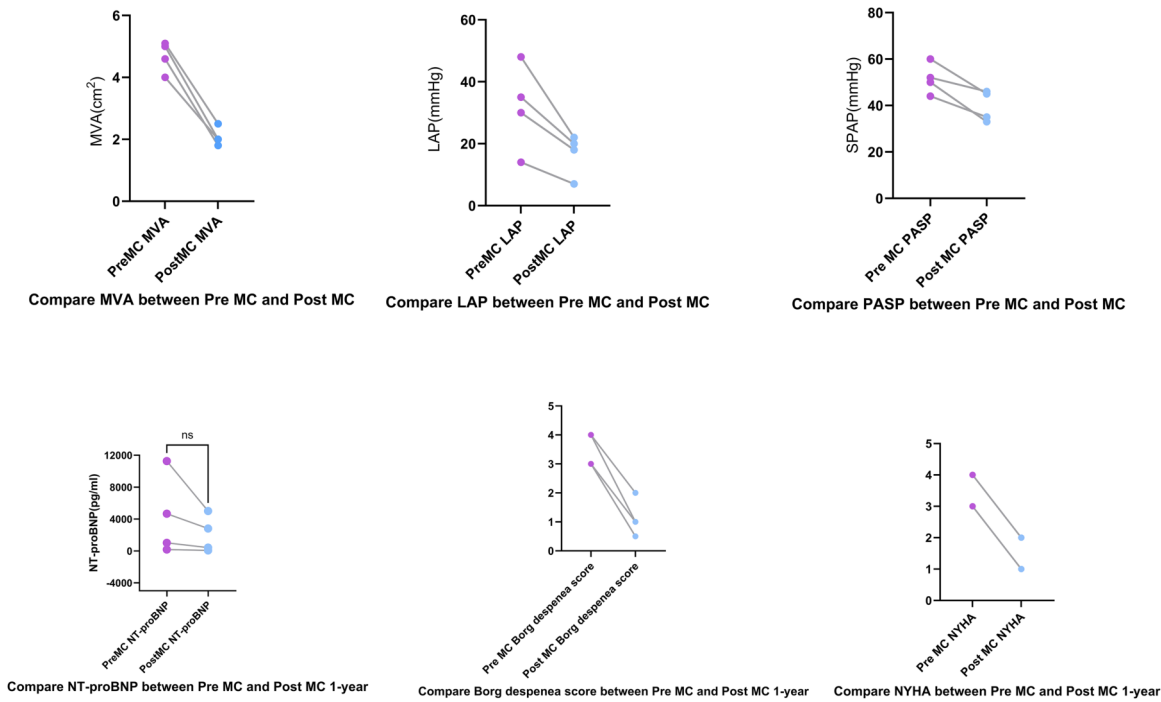 6
4
2
0
MVA(cm2)
PreMC MVA
PostMC MVA
Compare MVA between Pre MC and Post MC
60
40
20
0
LAP(mmHg)
PreMC LAP
PostMC LAP
Compare LAP between Pre MC and Post MC
80
60
40
20
0
SPAP(mmHg)
Pre MC PASP
Post MC PASP
Compare PASP between Pre MC and Post MC
ns
12000
8000
4000
0
-4000
NT-proBNP(pg/ml)
PreMC NT-proBNP
PostMC NT-proBNP
Compare NT-proBNP between Pre MC and Post MC 1-year
5
4
3
2
1
0
Pre MC Borg despenea score
Post MC Borg despenea score
Compare Borg despenea score between Pre MC and Post MC 1-year
5
4
3
2
1
0
Pre MC NYHA
Post MC NYHA
Compare NYHA between Pre MC and Post MC 1-year